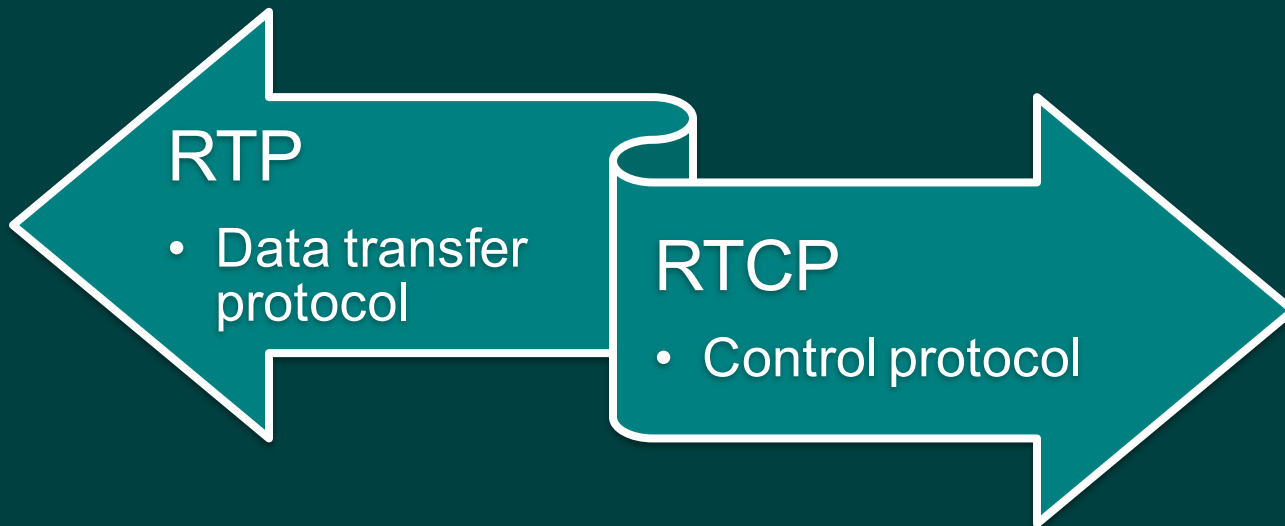 RTP
• Data transfer
protocol
RTCP
• Control protocol